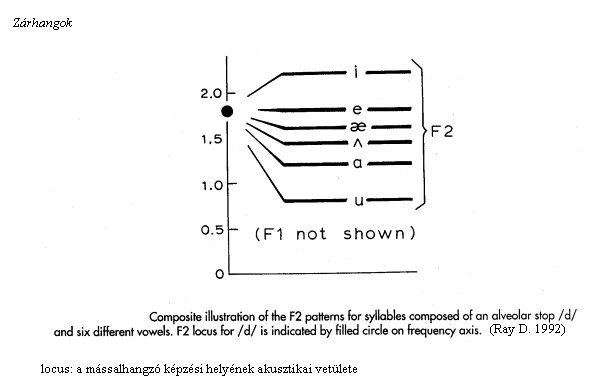 Zárhangok
i
2.0
e
æ
F2
1.5
ʌ
ɑ
1.0
u
0.5
(F1 not shown)
0
Composite illustration of the F2 patterns for syllables composed of an alveolar stop /d/
and six different vowels. F2 locus for /d/ is indicated by filled circle on frequency axis. (Ray D. 1992)
locus: a mássalhangzó képzési helyének akusztikai vetülete